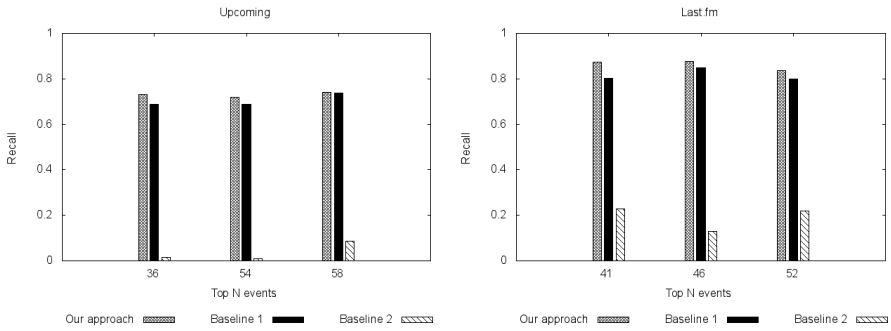 Upcoming
1
0.8
0.6
0.4
0.2
0
Recall
36 54 58
Top N events
Our approach Baseline 1 Baseline 2
Last.fm
1
0.8
0.6
0.4
0.2
0
Recall
41 46 52
Top N events
Our approach Baseline 1 Baseline 2